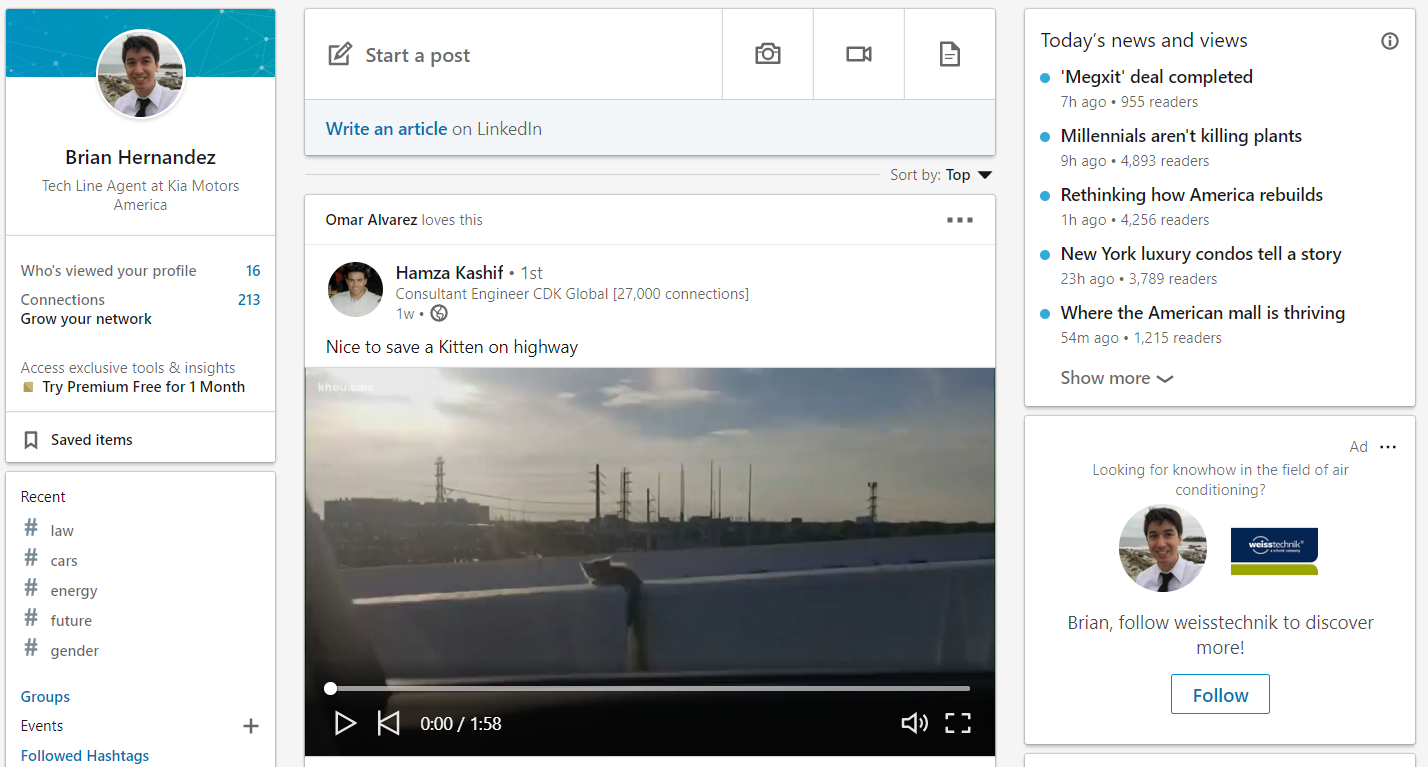 Brian Hernandez
Tech Line Agent at Kia Motors
America
Who's viewed your profile 16
Connections 213
Grow your network
Access exclusive tools & insights
Try Premium Free for 1 Month
Saved items
Recent
# law
# cars
# energy
# future
# gender
Groups
Events +
Followed Hashtags
Start a post
Write an article on LinkedIn
Sort by: Top
Omar Alvarez loves this
Hamza Kashif • 1st
Consultant Engineer CDK Global [27,000 connections]
1w •
Nice to save a Kitten on highway
khou.com
0:00 / 1:58
Today's news and views
'Megxit' deal completed
7h ago • 955 readers
Millennials aren't killing plants
9h ago • 4,893 readers
Rethinking how America rebuilds
1h ago • 4,256 readers
New York luxury condos tell a story
23h ago • 3,789 readers
Where the American mall is thriving
54m ago • 1,215 readers
Show more
Ad
Looking for knowhow in the field of air
conditioning?
weisstechnik
Brian, follow weisstechnik to discover
more!
Follow